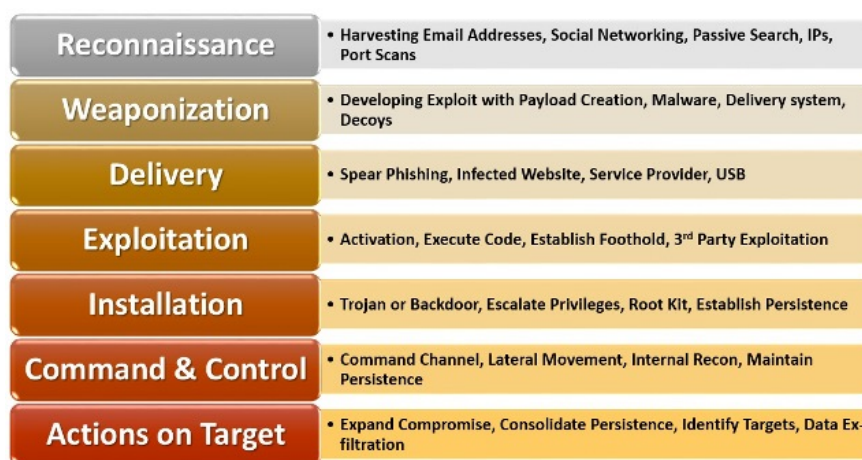 Reconnaissance
• Harvesting Email Addresses, Social Networking, Passive Search, IPs,
Port Scans
Weaponization
• Developing Exploit with Payload Creation, Malware, Delivery system,
Decoys
Delivery
• Spear Phishing, Infected Website, Service Provider, USB
Exploitation
• Activation, Execute Code, Establish Foothold, 3rd Party Exploitation
Installation
• Trojan or Backdoor, Escalate Privileges, Root Kit, Establish Persistence
Command & Control
• Command Channel, Lateral Movement, Internal Recon, Maintain
Persistence
Actions on Target
• Expand Compromise, Consolidate Persistence, Identify Targets, Data Ex-
filtration